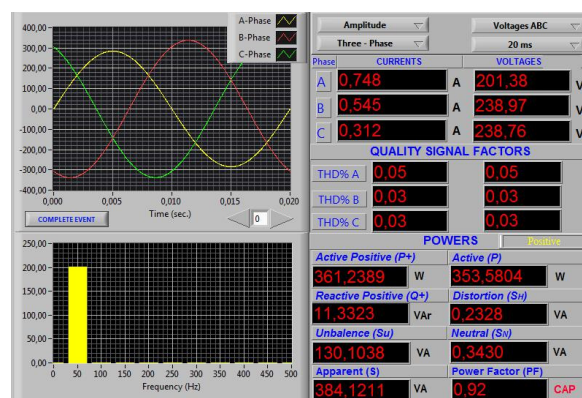 A-Phase
B-Phase
C-Phase
400,00
300,00
200,00
100,00
0,00
-100,00
-200,00
-300,00
-400,00
0,000 0,005 0,010 0,015 0,020
Time (sec.)
COMPLETE EVENT
0
250,00
200,00
150,00
100,00
50,00
0,00
0 50 100 150 200 250 300 350 400 450 500
Frequency (Hz)
Amplitude Voltages ABC
Three - Phase 20 ms
Phase CURRENTS VOLTAGES
A 0,748 A 201,38 V
B 0,545 A 238,97 V
C 0,312 A 238,76 V
QUALITY SIGNAL FACTORS
THD% A 0,05 0,05
THD% B 0,03 0,03
THD% C 0,03 0,03
POWERS Positive
Active Positive (P+) Active (P)
361,2389 W 353,5804 W
Reactive Positive (Q+) Distortion (SH)
11,3323 VAr 0,2328 VA
Unbalence (Su) Neutral (SN)
130,1038 VA 0,3430 VA
Apparent (S) Power Factor (PF)
384,1211 VA 0,92 CAP